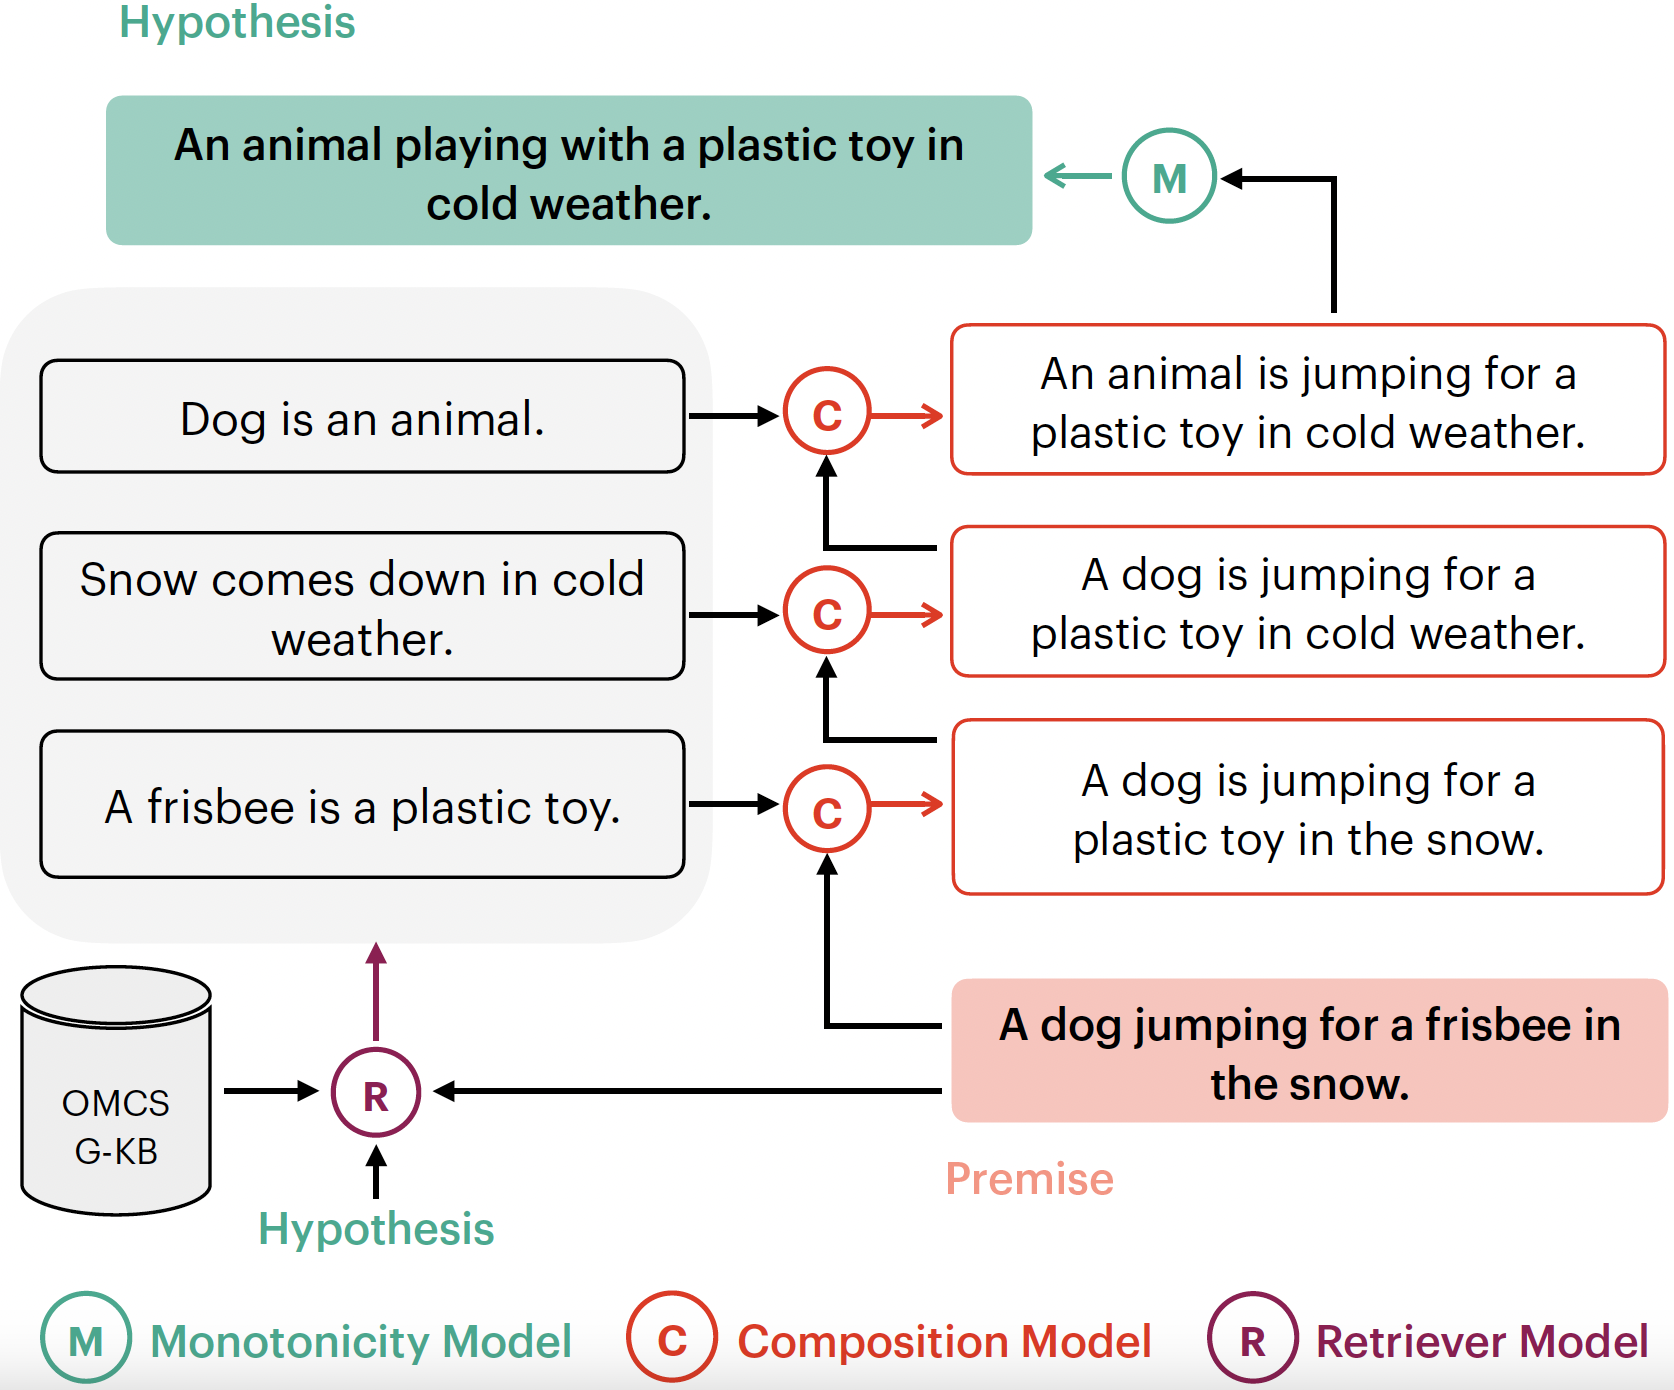 Hypothesis
An animal playing with a plastic toy in
cold weather.
M
Dog is an animal.
C
An animal is jumping for a
plastic toy in cold weather.
Snow comes down in cold
weather.
C
A dog is jumping for a
plastic toy in cold weather.
A frisbee is a plastic toy.
C
A dog is jumping for a
plastic toy in the snow.
A dog jumping for a frisbee in
the snow.
Premise
OMCS
G-KB
R
Hypothesis
M Monotonicity Model
C Composition Model
R Retriever Model